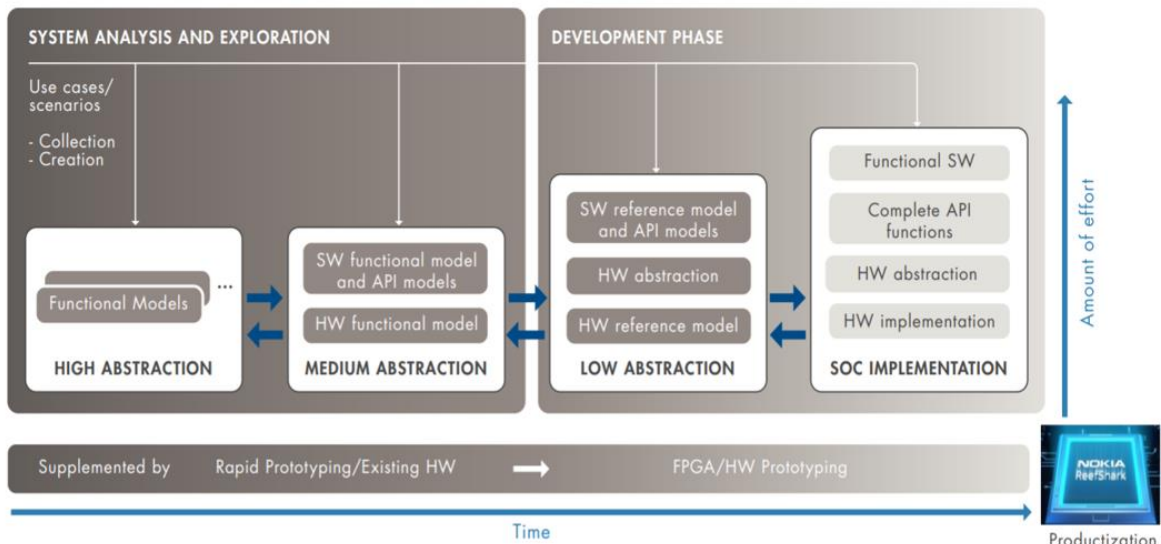 SYSTEM ANALYSIS AND EXPLORATION
DEVELOPMENT PHASE
Use cases/
scenarios
- Collection
- Creation
Functional Models
...
HIGH ABSTRACTION
SW functional model
and API models
HW functional model
MEDIUM ABSTRACTION
SW reference model
and API models
HW abstraction
HW reference model
LOW ABSTRACTION
Functional SW
Complete API
functions
HW abstraction
HW implementation
SOC IMPLEMENTATION
Amount of effort
Supplemented by
Rapid Prototyping/Existing HW
FPGA/HW Prototyping
Time
NOKIA
ReefShark
Productization